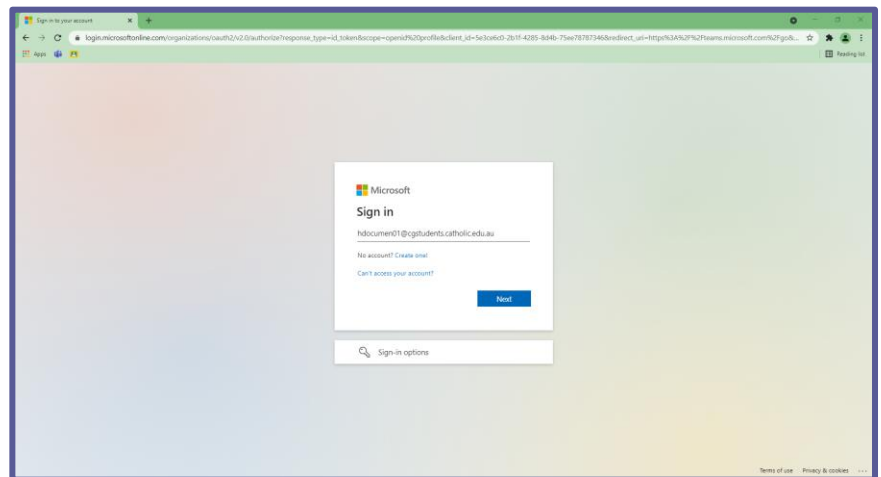 Sign in to your account
login.microsoftonline.com/organizations/oauth2/v2.0/authorize?response_type=id_token&scope=openid%20profile&client_id=5e3ce6c0-2b1f-4285-8d4b-75ee78787346&redirect_uri=https%3A%2F%2Fteams.microsoft.com%2Fgo&...
Apps
Reading list
Microsoft
Sign in
hdocumen01@cgstudents.catholic.edu.au
No account? Create one!
Can't access your account?
Next
Sign-in options
Terms of use Privacy & cookies ...